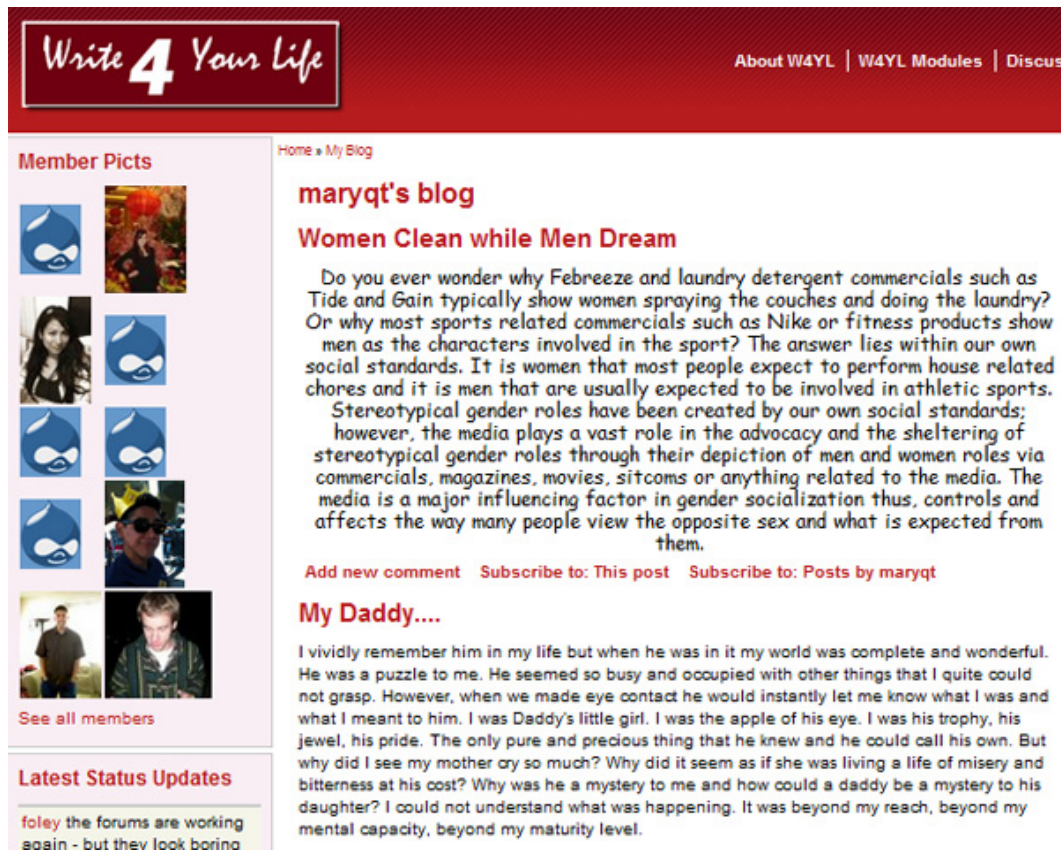 Write 4 Your Life
About W4YL | W4YL Modules | Discus
Member Picts
See all members
Latest Status Updates
foley the forums are working
again - but they look boring
Home » My Blog
maryqt's blog
Women Clean while Men Dream
Do you ever wonder why Febreeze and laundry detergent commercials such as
Tide and Gain typically show women spraying the couches and doing the laundry?
Or why most sports related commercials such as Nike or fitness products show
men as the characters involved in the sport? The answer lies within our own
social standards. It is women that most people expect to perform house related
chores and it is men that are usually expected to be involved in athletic sports.
Stereotypical gender roles have been created by our own social standards;
however, the media plays a vast role in the advocacy and the sheltering of
stereotypical gender roles through their depiction of men and women roles via
commercials, magazines, movies, sitcoms or anything related to the media. The
media is a major influencing factor in gender socialization thus, controls and
affects the way many people view the opposite sex and what is expected from
them.
Add new comment Subscribe to: This post Subscribe to: Posts by maryqt
My Daddy....
I vividly remember him in my life but when he was in it my world was complete and wonderful.
He was a puzzle to me. He seemed so busy and occupied with other things that I quite could
not grasp. However, when we made eye contact he would instantly let me know what I was and
what I meant to him. I was Daddy's little girl. I was the apple of his eye. I was his trophy, his
jewel, his pride. The only pure and precious thing that he knew and he could call his own. But
why did I see my mother cry so much? Why did it seem as if she was living a life of misery and
bitterness at his cost? Why was he a mystery to me and how could a daddy be a mystery to his
daughter? I could not understand what was happening. It was beyond my reach, beyond my
mental capacity, beyond my maturity level.